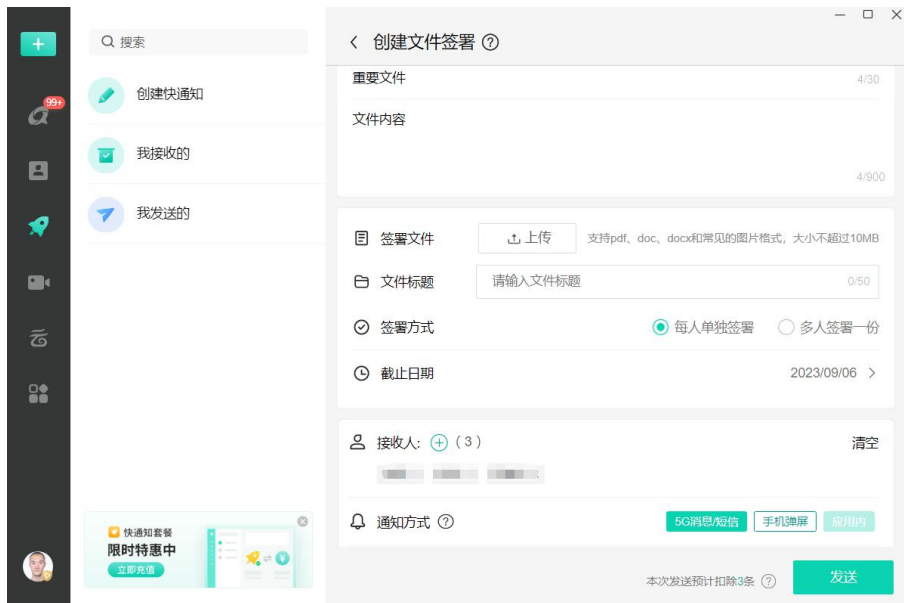 搜索
创建快通知
我接收的
我发送的
99+
云
快通知套餐
限时特惠中
立即充值
创建文件签署
重要文件 4/30
文件内容
4/900
签署文件 上传 支持pdf、doc、docx和常见的图片格式，大小不超过10MB
文件标题 请输入文件标题 0/50
签署方式 每人单独签署 多人签署一份
截止日期 2023/09/06
接收人: (3) 清空
通知方式 5G消息/短信 手机弹屏 应用内
本次发送预计扣除3条 发送